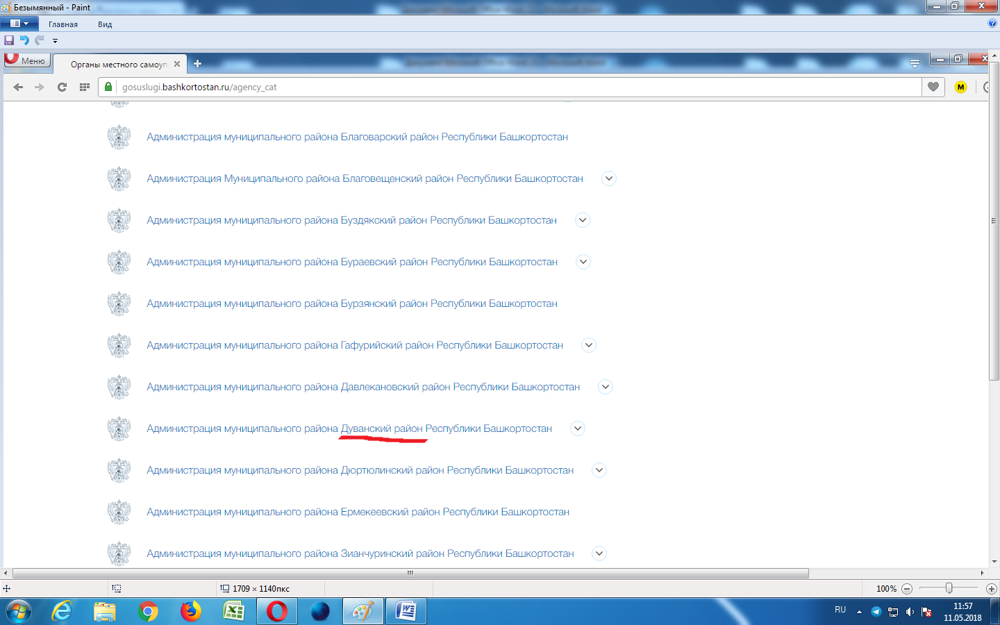 Безымянный - Paint
Главная Вид
Меню
Органы местного самоуп
gosuslugi.bashkortostan.ru/agency_cat
M
Администрация муниципального района Благоварский район Республики Башкортостан
Администрация Муниципального района Благовещенский район Республики Башкортостан
Администрация муниципального района Буздякский район Республики Башкортостан
Администрация муниципального района Бураевский район Республики Башкортостан
Администрация муниципального района Бурзянский район Республики Башкортостан
Администрация муниципального района Гафурийский район Республики Башкортостан
Администрация муниципального района Давлекановский район Республики Башкортостан
Администрация муниципального района Дуванский район Республики Башкортостан
Администрация муниципального района Дюртюлинский район Республики Башкортостан
Администрация муниципального района Ермекеевский район Республики Башкортостан
Администрация муниципального района Зианчуринский район Республики Башкортостан
1709 × 1140пкс
100%
RU
11:57
11.05.2018